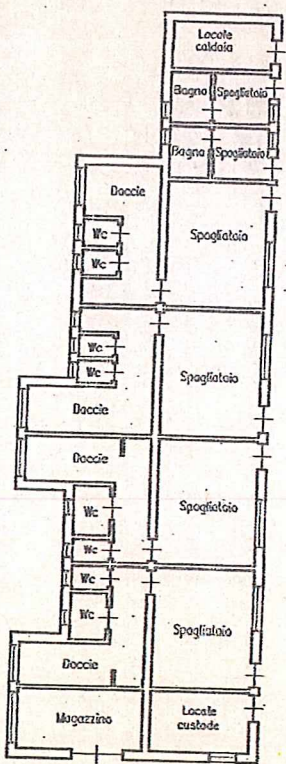 Locale
caldaia
Bagno
Spogliatoio
Bagno
Spogliatoio
Doccie
Wc
Wc
Spogliatoio
Wc
Wc
Doccie
Spogliatoio
Doccie
Wc
Wc
Spogliatoio
Wc
Wc
Doccie
Spogliatoio
Magazzino
Locale
custode